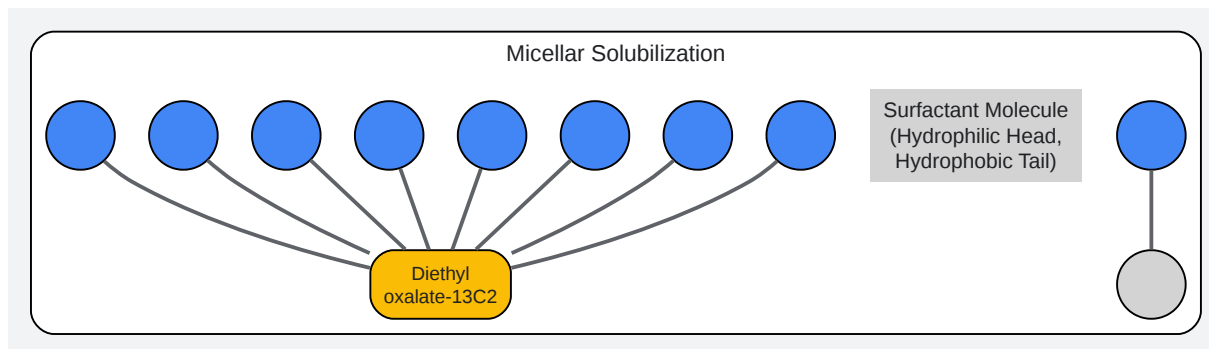 Micellar Solubilization
Surfactant Molecule
(Hydrophilic Head,
Hydrophobic Tail)
Diethyl
oxalate-13C2